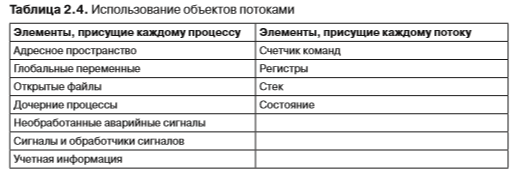 Таблица 2.4. Использование объектов потоками
Элементы, присущие каждому процессу Элементы, присущие каждому потоку
Адресное пространство Счетчик команд
Глобальные переменные Регистры
Открытые файлы Стек
Дочерние процессы Состояние
Необработанные аварийные сигналы
Сигналы и обработчики сигналов
Учетная информация